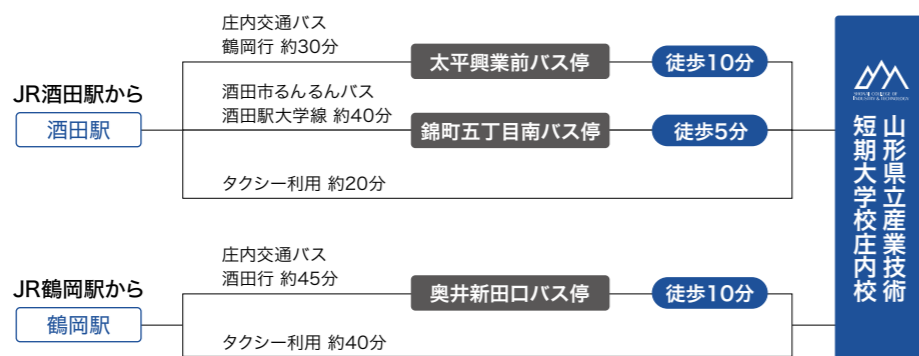 JR酒田駅から
酒田駅
庄内交通バス
鶴岡行 約30分
太平興業前バス停
徒歩10分
酒田市るんるんバス
酒田駅大学線 約40分
錦町五丁目南バス停
徒歩5分
タクシー利用 約20分
JR鶴岡駅から
鶴岡駅
庄内交通バス
酒田行 約45分
奥井新田口バス停
徒歩10分
タクシー利用 約40分
SHONAI COLLEGE OF
INDUSTRY & TECHNOLOGY
山形県立産業技術
短期大学校庄内校